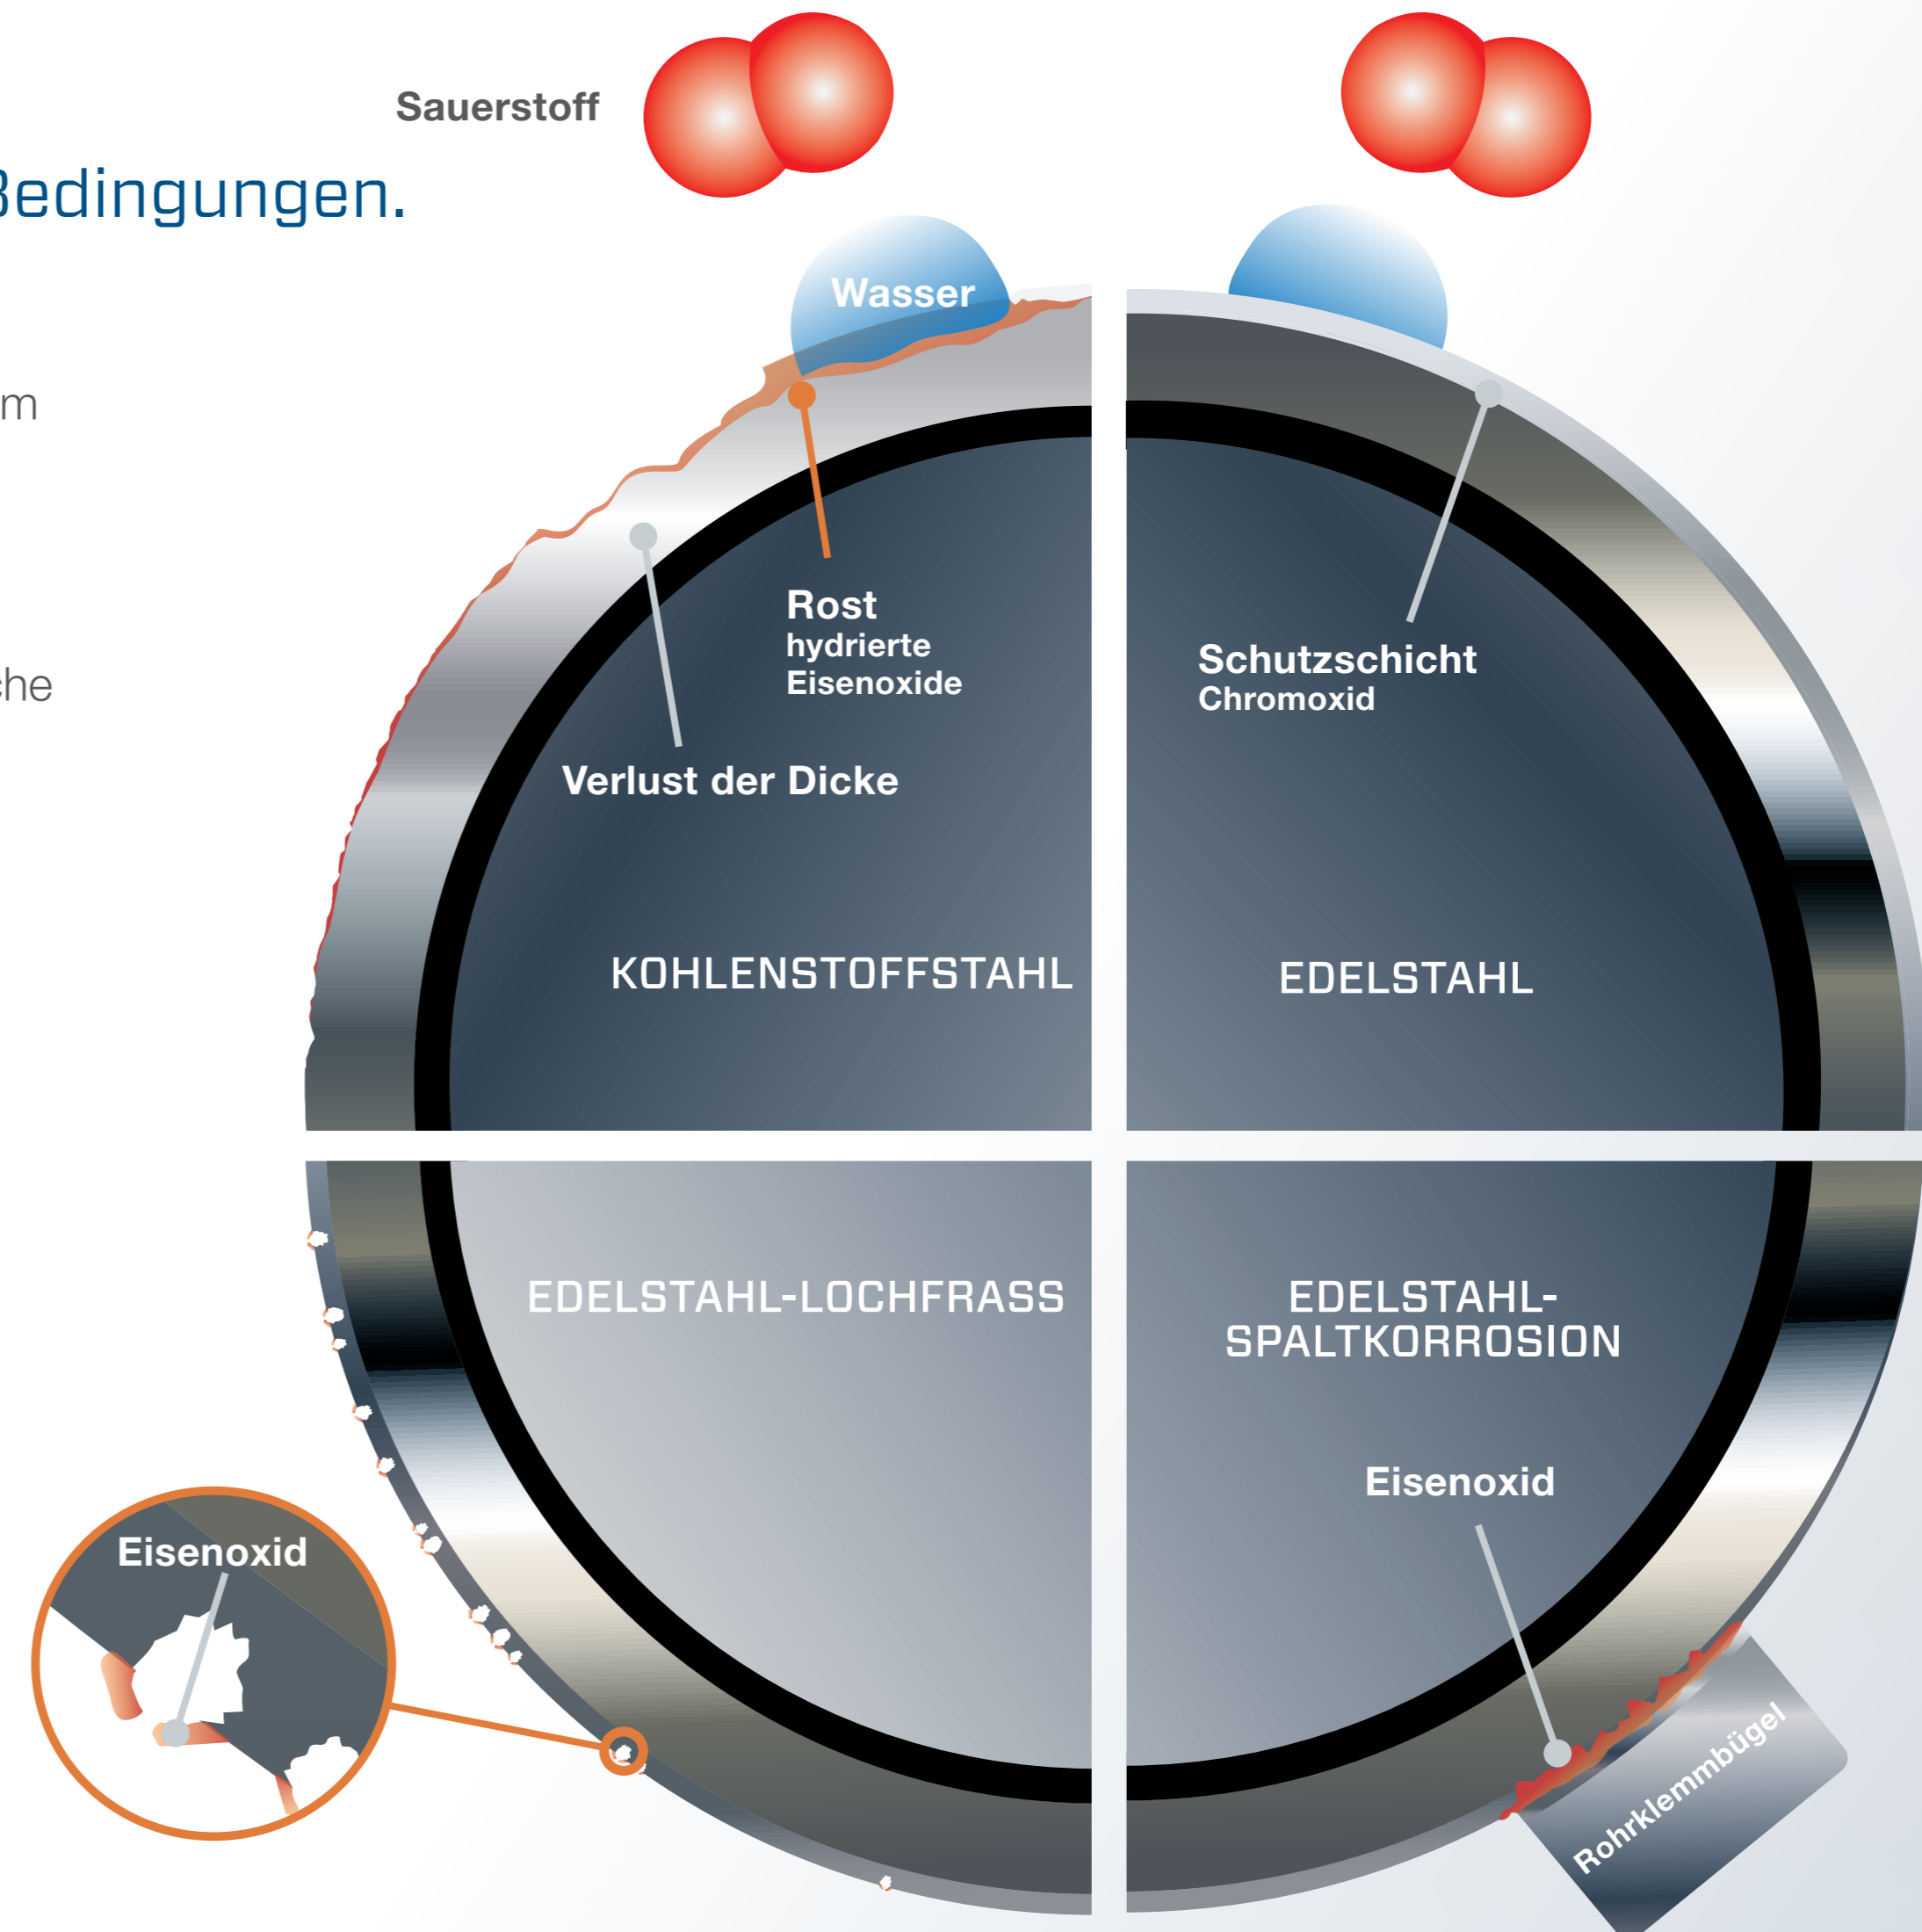 Sauerstoff
Bedingungen.
Wasser
m
che
Rost
hydrierte
Eisenoxide
Schutzschicht
Chromoxid
Verlust der Dicke
KOHLENSTOFFSTAHL
EDELSTAHL
EDELSTAHL-LOCHFRASS
EDELSTAHL-
SPALTKORROSION
Eisenoxid
Eisenoxid
Rohrklemmbügel